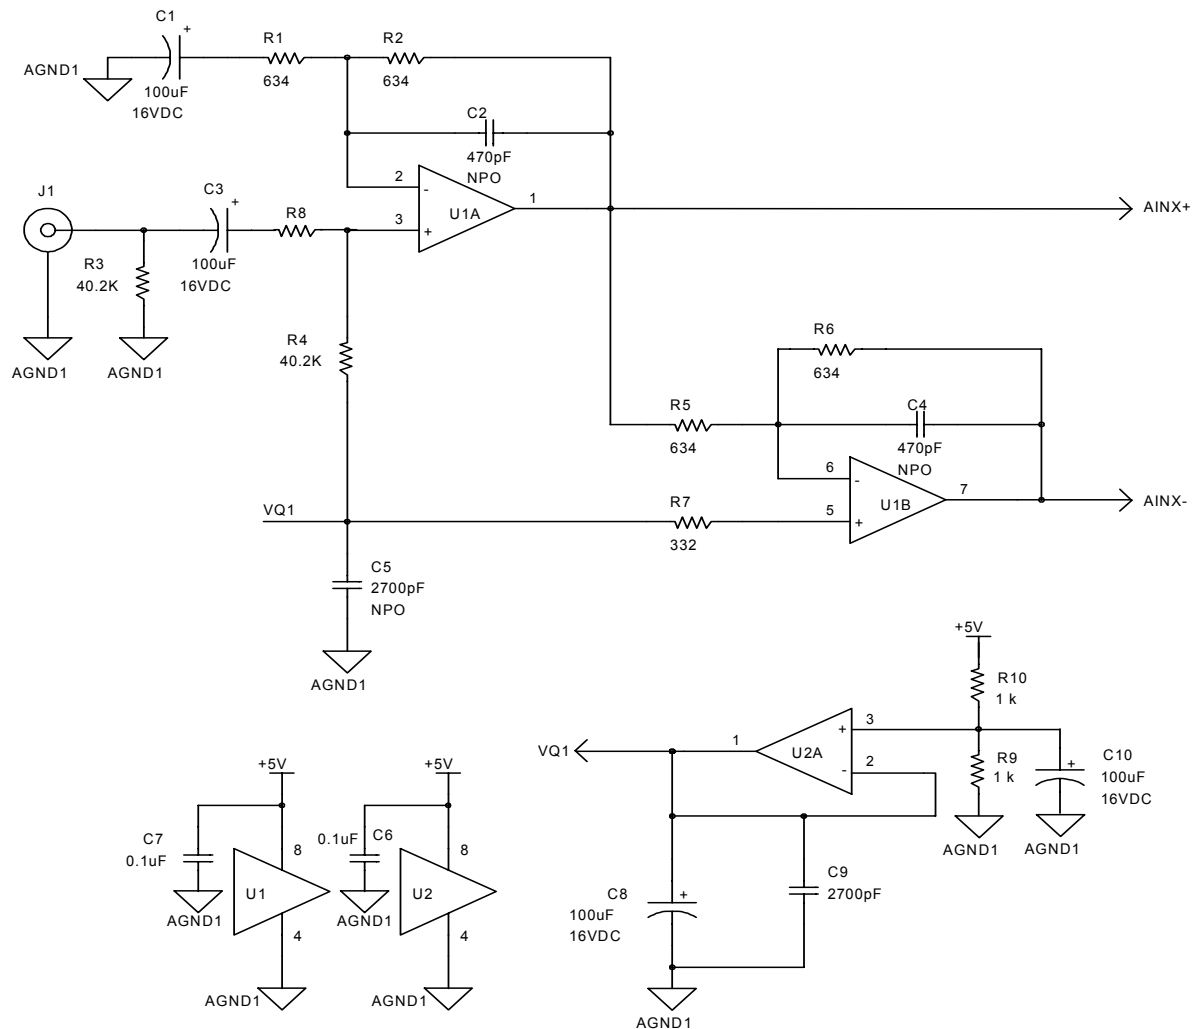 C1
+
R1
R2
AGND1
100uF
16VDC
634
634
C2
470pF
NPO
J1
C3
+
R8
2
-
3
+
U1A
1
AINX+
R3
40.2K
100uF
16VDC
AGND1
AGND1
R4
40.2K
R6
634
R5
634
C4
470pF
NPO
6
-
5
+
U1B
7
AINX-
VQ1
R7
332
C5
2700pF
NPO
AGND1
+5V
R10
1 k
VQ1
1
U2A
+
3
-
2
R9
1 k
C10
+
100uF
16VDC
AGND1
AGND1
+5V
+5V
C7
0.1uF
8
U1
4
AGND1
AGND1
0.1uF
C6
8
U2
4
AGND1
AGND1
C8
+
100uF
16VDC
C9
2700pF
AGND1